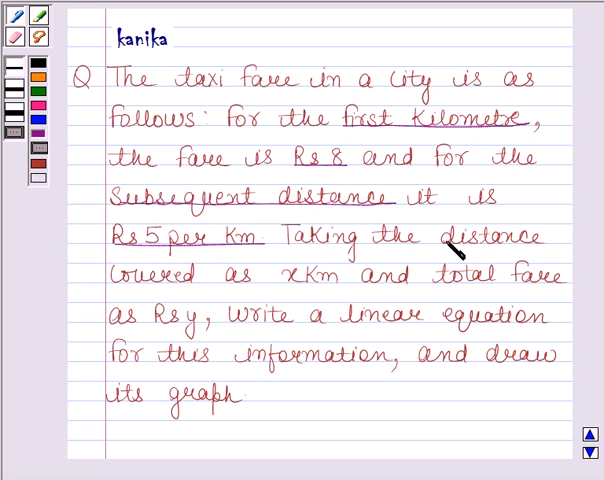 kanika
Q The taxi fare in a city is as
follows: For the first Kilometre,
the fare is Rs 8 and for the
Subsequent distance it is
Rs 5 per Km Taking the distance
covered as x Km and total fare
as Rs y, Write a linear equation
for this information, and draw
its graph.